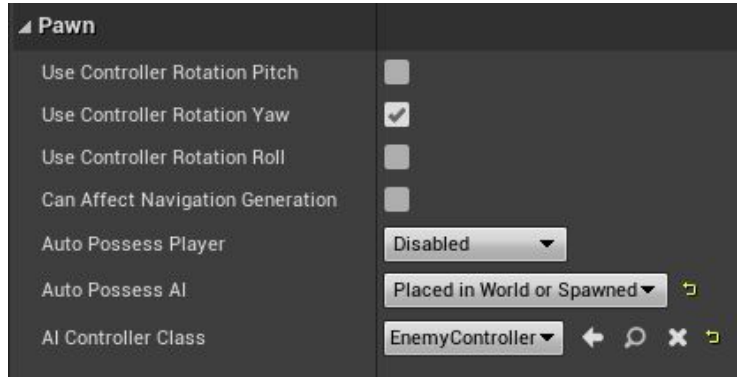 Pawn
Use Controller Rotation Pitch
Use Controller Rotation Yaw
Use Controller Rotation Roll
Can Affect Navigation Generation
Auto Possess Player Disabled
Auto Possess AI Placed in World or Spawned
AI Controller Class EnemyController